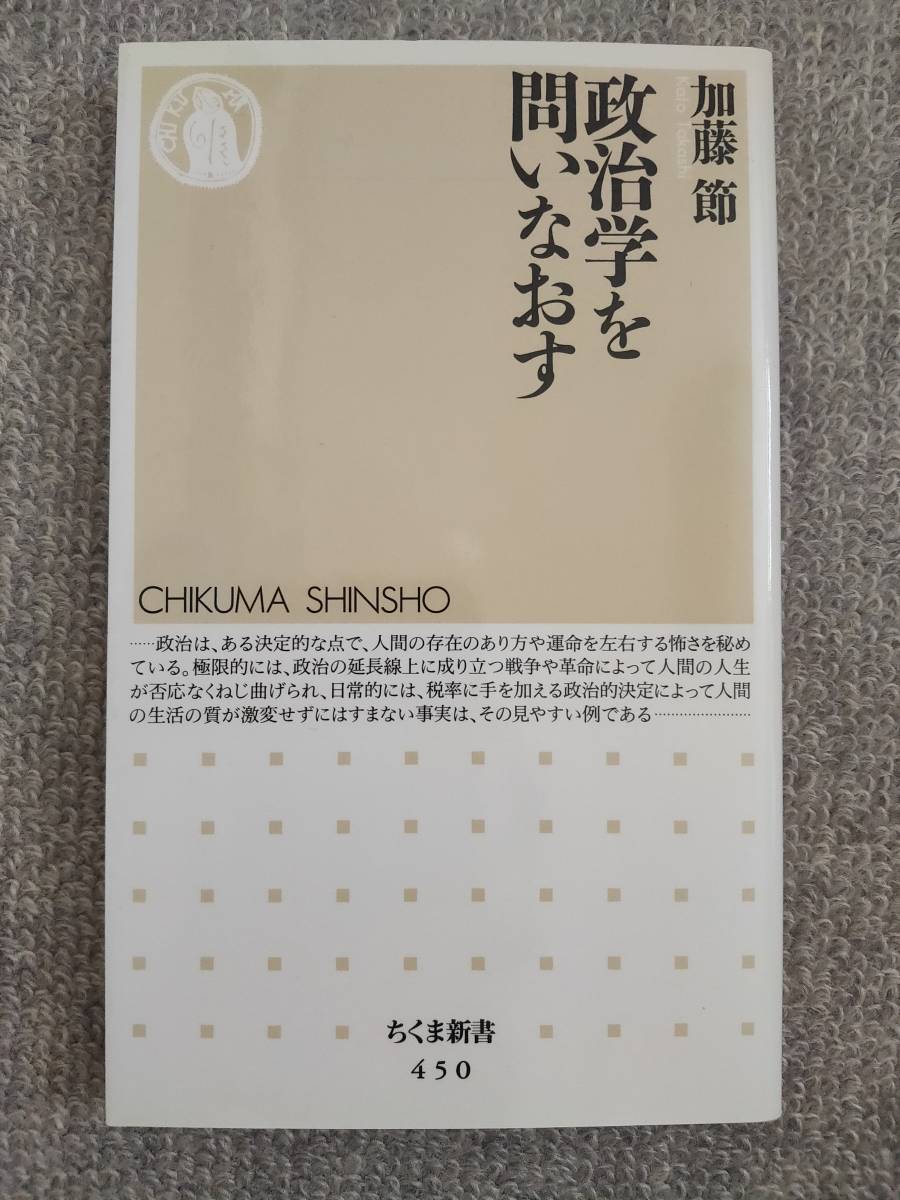 加藤 節
Kato Takashi
政治学を
問いなおす
CHI KU MA
CHIKUMA SHINSHO
……政治は、ある決定的な点で、人間の存在のあり方や運命を左右する怖さを秘め
ている。極限的には、政治の延長線上に成り立つ戦争や革命によって人間の人生
が否応なくねじ曲げられ、日常的には、税率に手を加える政治的決定によって人間
の生活の質が激変せずにはすまない事実は、その見やすい例である……………………
ちくま新書
450